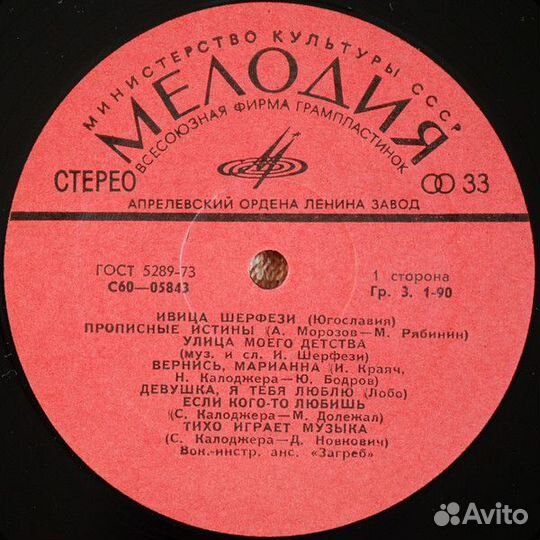 МИНИСТЕРСТВО КУЛЬТУРЫ СССР
МЕЛОДИЯ
ВСЕСОЮЗНАЯ ФИРМА ГРАМПЛАСТИНОК
СТЕРЕО
33
АПРЕЛЕВСКИЙ ОРДЕНА ЛЕНИНА ЗАВОД
ГОСТ 5289-73
С60—05843
1 сторона
Гр. 3. 1-90
ИВИЦА ШЕРФЕЗИ (Югославия)
ПРОПИСНЫЕ ИСТИНЫ (А. Морозов—М. Рябинин)
УЛИЦА МОЕГО ДЕТСТВА
(муз. и сл. И. Шерфези)
ВЕРНИСЬ, МАРИАННА (И. Краяч,
Н. Калоджера—Ю. Бодров)
ДЕВУШКА, Я ТЕБЯ ЛЮБЛЮ (Лобо)
ЕСЛИ КОГО-ТО ЛЮБИШЬ
(С. Калоджера—М. Долежал)
ТИХО ИГРАЕТ МУЗЫКА
(С. Калоджера—Д. Новкович)
Вок.-инстр. анс. «Загреб»
Avito